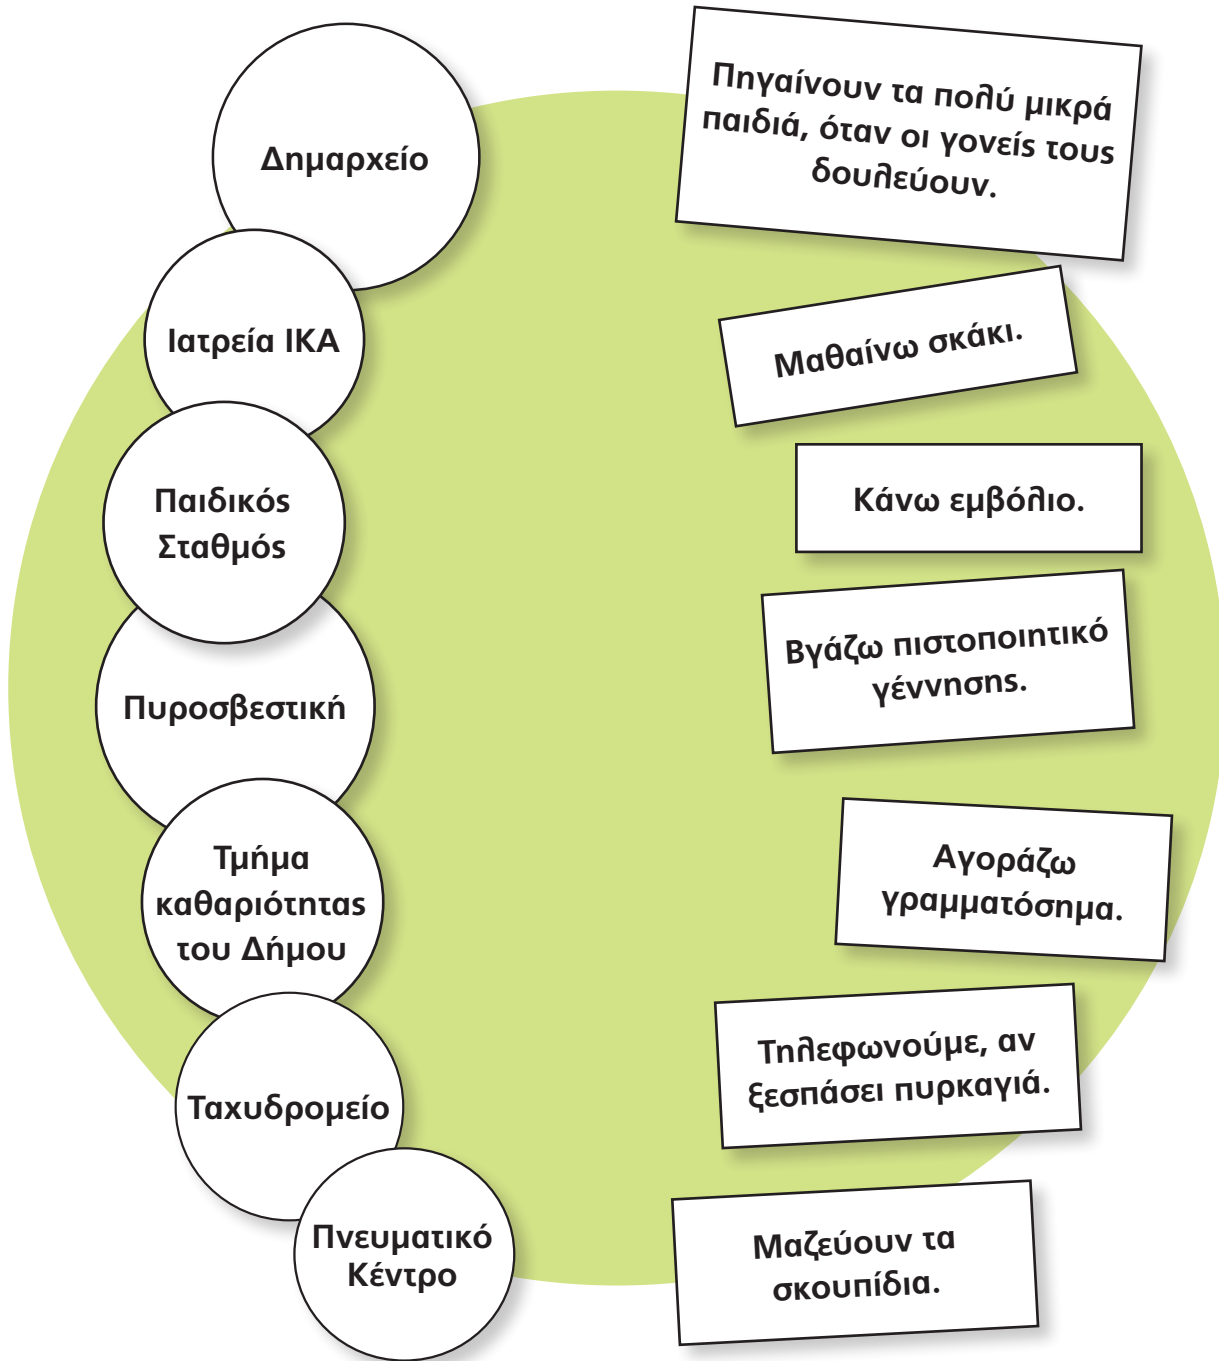 Δημαρχείο
Ιατρεία ΙΚΑ
Παιδικός
Σταθμός
Πυροσβεστική
Τμήμα
καθαριότητας
του Δήμου
Ταχυδρομείο
Πνευματικό
Κέντρο
Πηγαίνουν τα πολύ μικρά
παιδιά, όταν οι γονείς τους
δουλεύουν.
Μαθαίνω σκάκι.
Κάνω εμβόλιο.
Βγάζω πιστοποιητικό
γέννησης.
Αγοράζω
γραμματόσημα.
Τηλεφωνούμε, αν
ξεσπάσει πυρκαγιά.
Μαζεύουν τα
σκουπίδια.